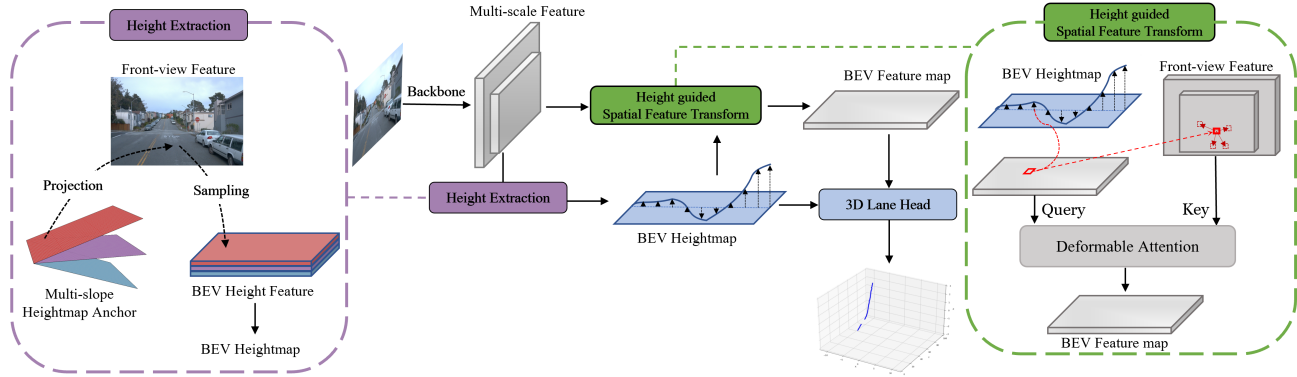 Height Extraction
Front-view Feature
Projection
Sampling
Multi-slope
Heightmap Anchor
BEV Height Feature
BEV Heightmap
Multi-scale Feature
Backbone
Height guided
Spatial Feature Transform
BEV Feature map
Height Extraction
BEV Heightmap
3D Lane Head
Height guided
Spatial Feature Transform
BEV Heightmap
Front-view Feature
Query
Key
Deformable Attention
BEV Feature map